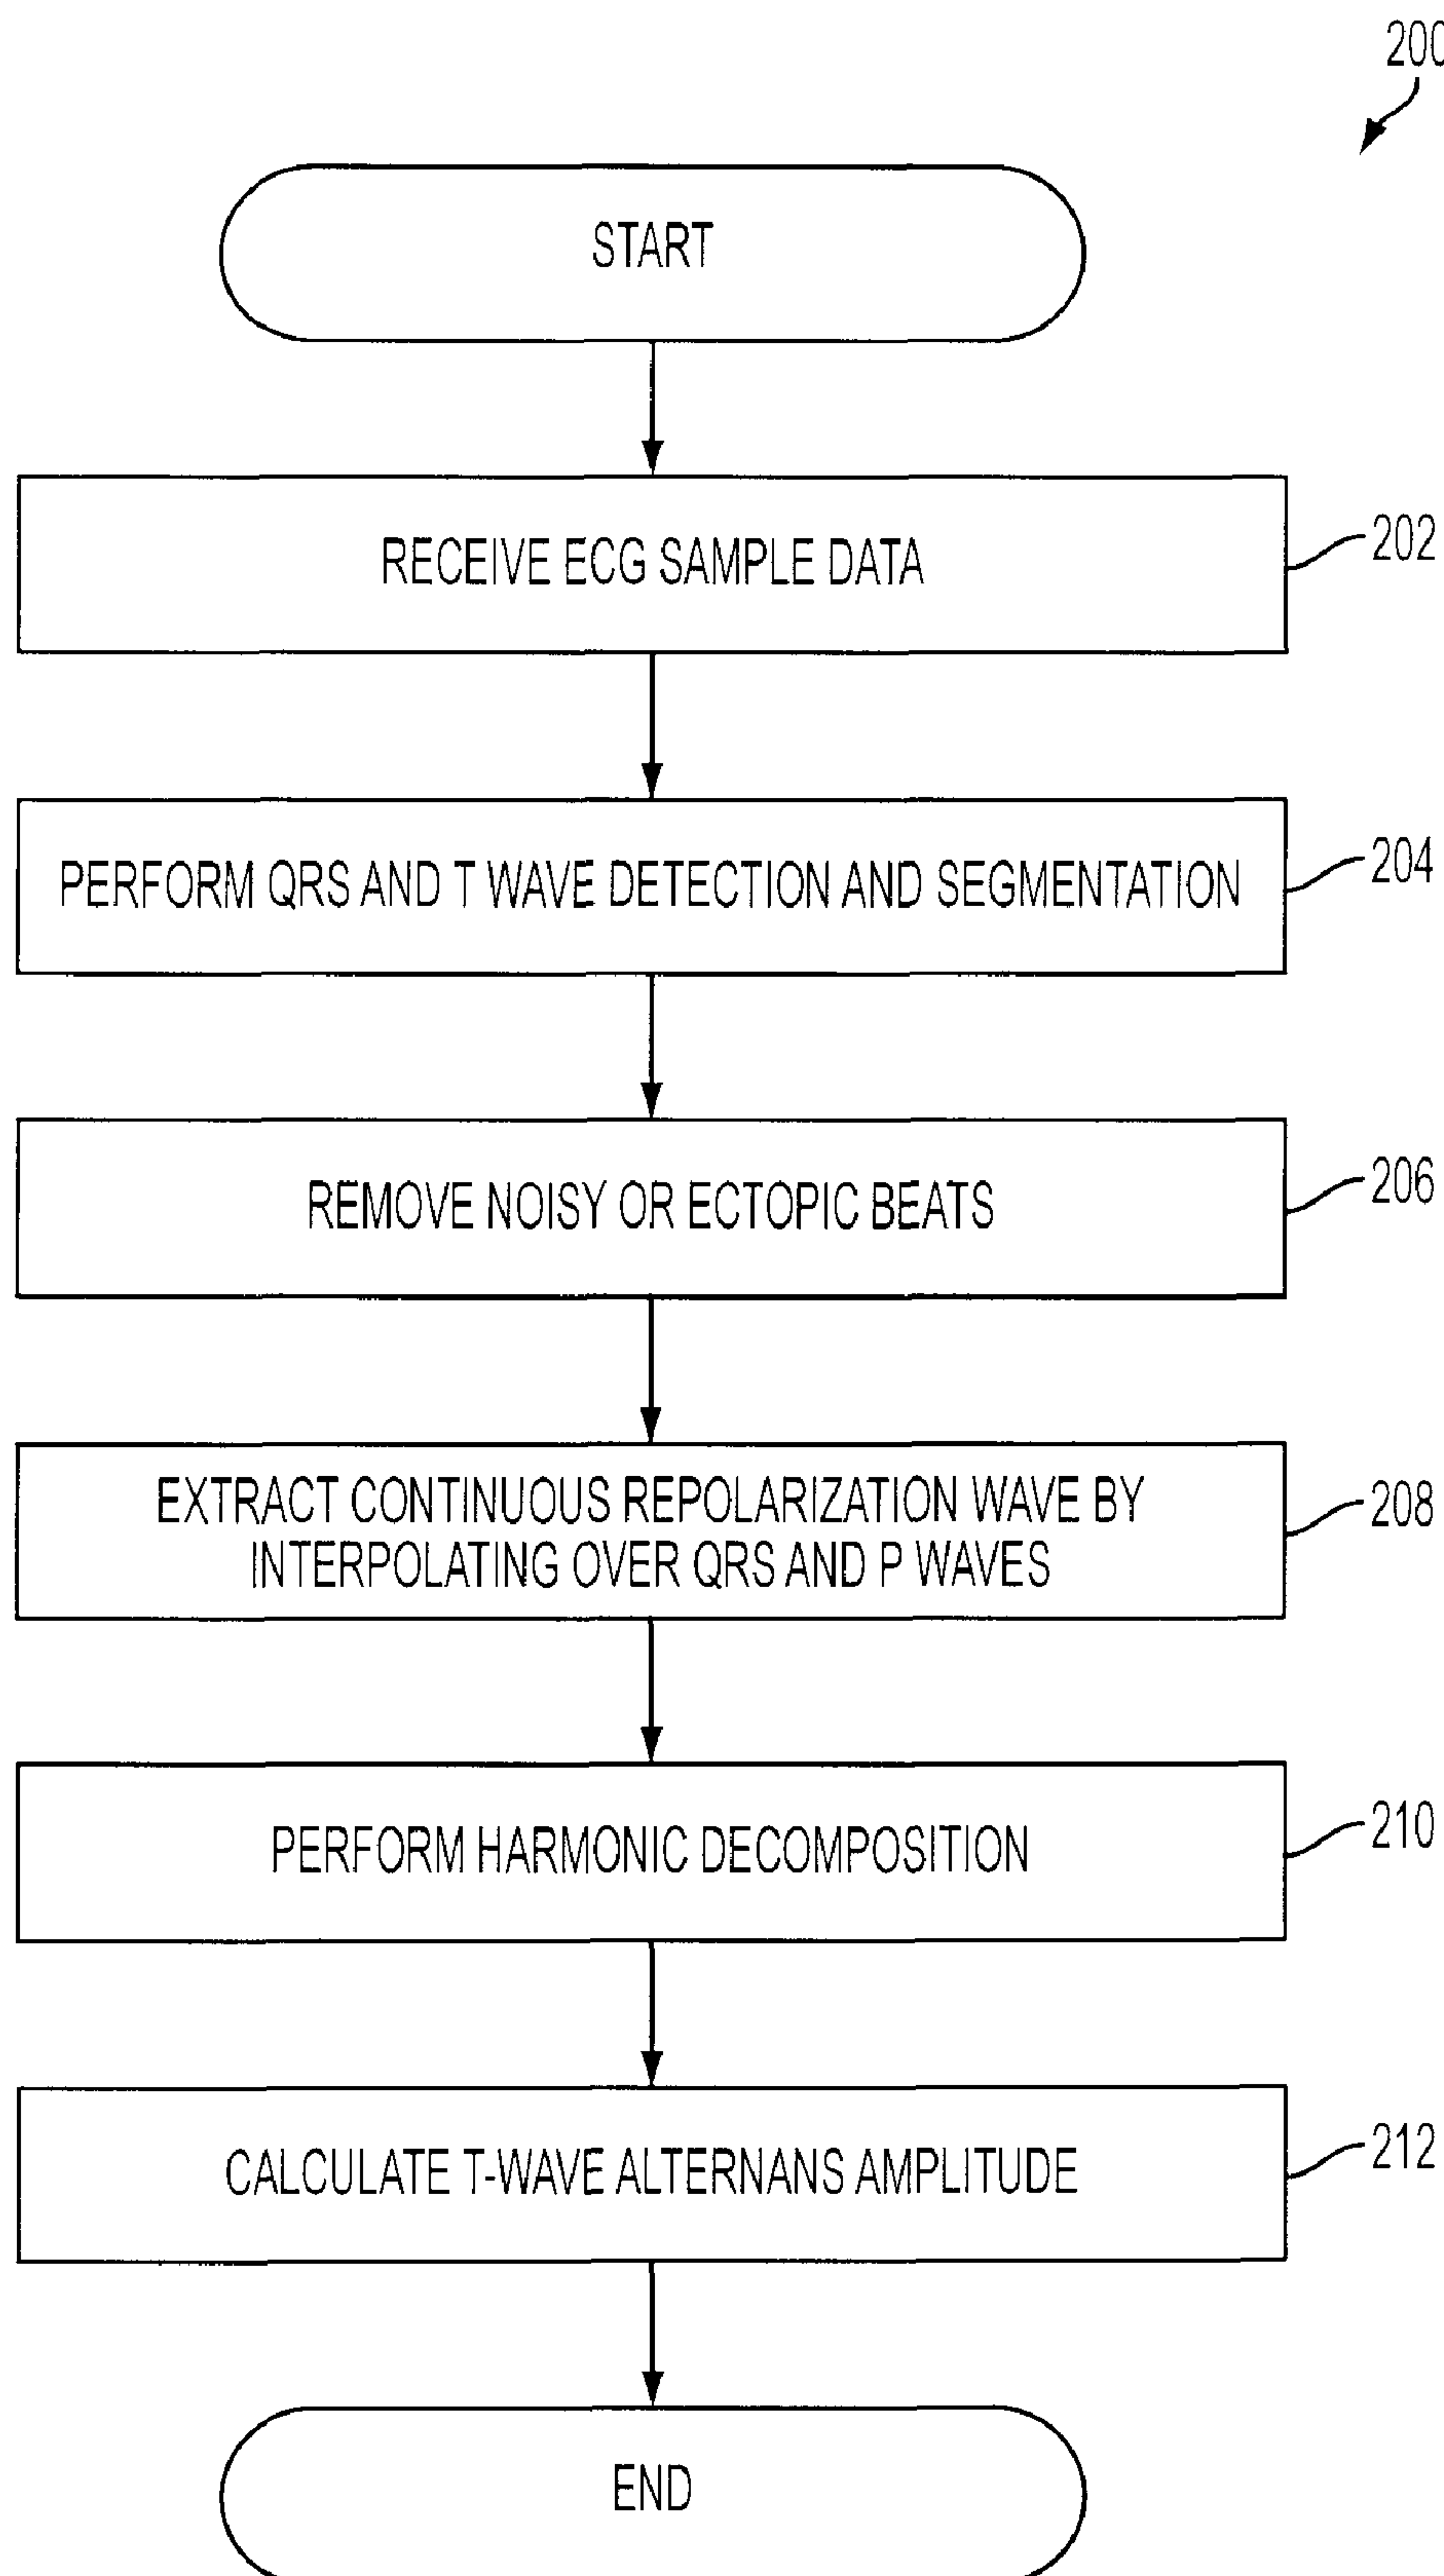 200
START
RECEIVE ECG SAMPLE DATA
202
PERFORM QRS AND T WAVE DETECTION AND SEGMENTATION
204
REMOVE NOISY OR ECTOPIC BEATS
206
EXTRACT CONTINUOUS REPOLARIZATION WAVE BY
INTERPOLATING OVER QRS AND P WAVES
208
PERFORM HARMONIC DECOMPOSITION
210
CALCULATE T-WAVE ALTERNANS AMPLITUDE
212
END